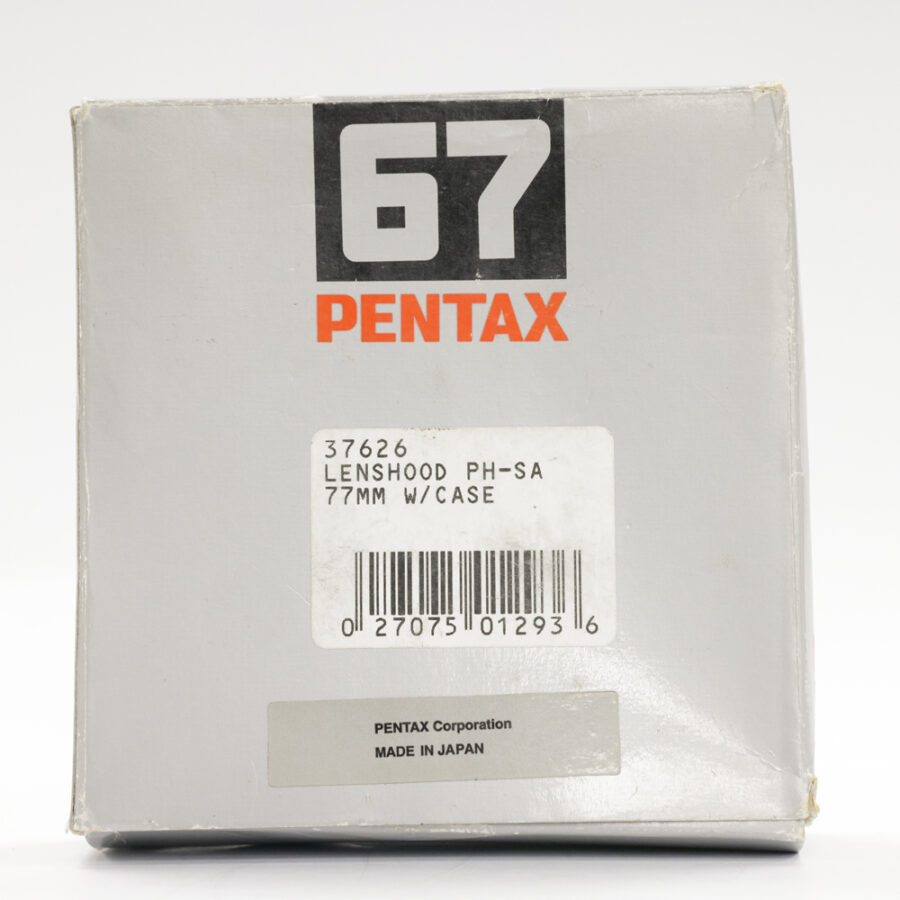 67
PENTAX
37626
LENSHOOD PH-SA
77MM W/CASE
0 27075 01293 6
PENTAX Corporation
MADE IN JAPAN